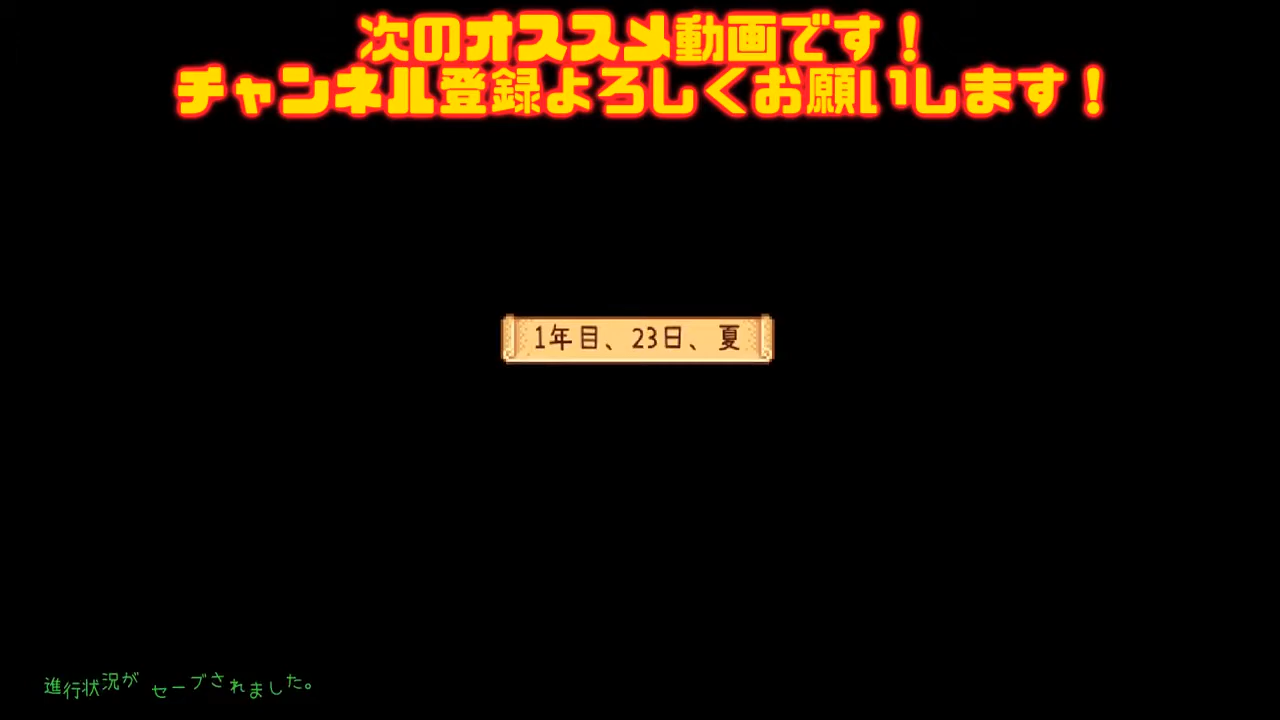 次のオススメ動画です！
チャンネル登録よろしくお願いします！
1年目、23日、夏
進行状況が セーブされました。